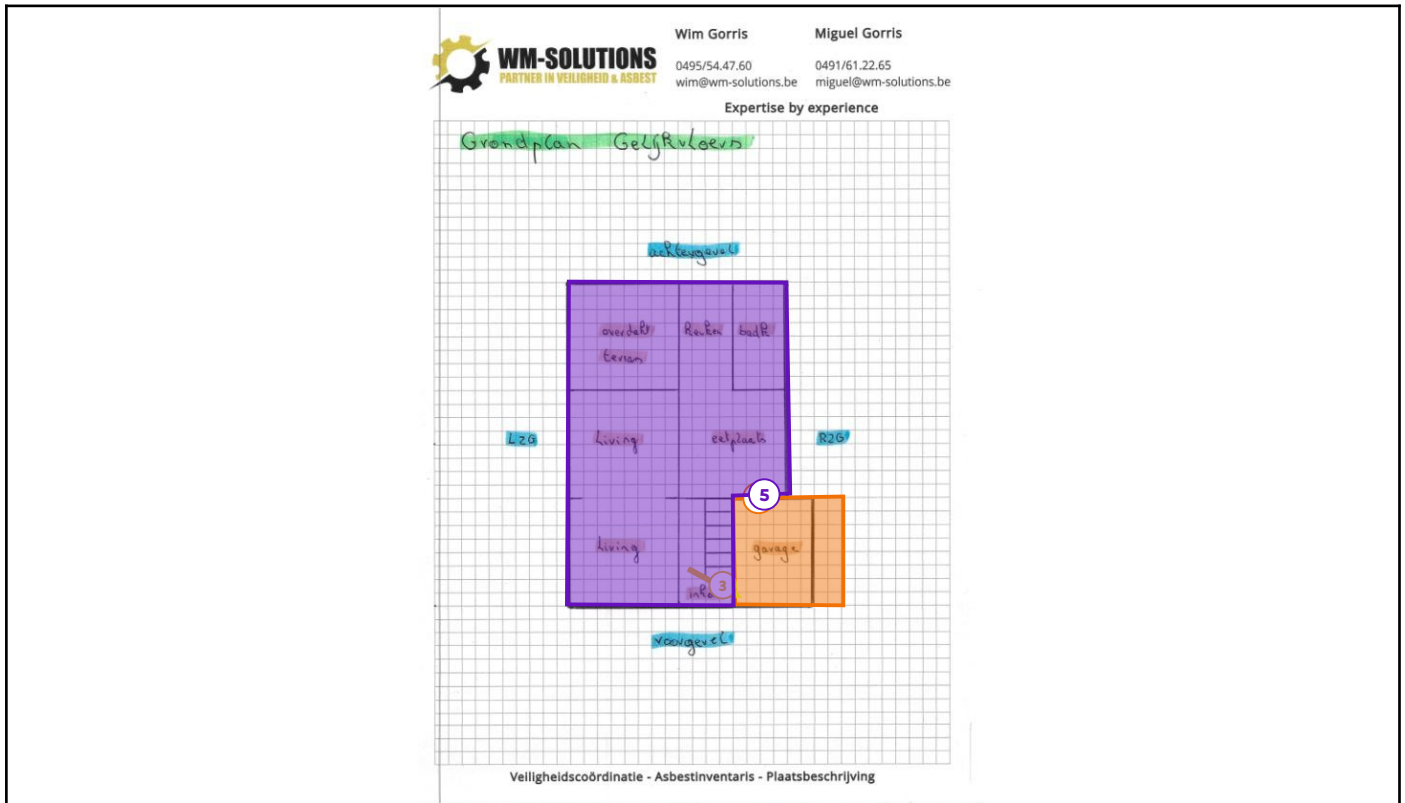 Wim Gorris
Miguel Gorris
WM-SOLUTIONS
PARTNER IN VEILIGHEID & ASBEST
0495/54.47.60
0491/61.22.65
wim@wm-solutions.be
miguel@wm-solutions.be
Expertise by experience
Grondplan Gelijkvloers
achtergevel
overdekt
terras
keuken
badk
LZG
living
eetplaats
RZG
5
living
garage
3
voorgevel
Veiligheidscoördinatie - Asbestinventaris - Plaatsbeschrijving